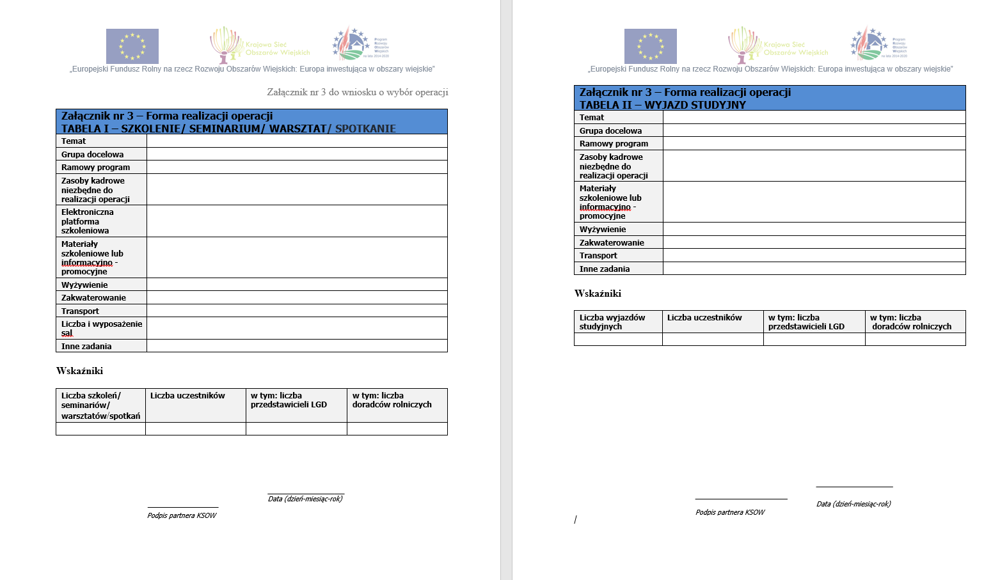 Krajowa Sieć
Obszarów Wiejskich
Program
Rozwoju
Obszarów
Wiejskich
na lata 2014-2020
„Europejski Fundusz Rolny na rzecz Rozwoju Obszarów Wiejskich: Europa inwestująca w obszary wiejskie”
Załącznik nr 3 do wniosku o wybór operacji
Załącznik nr 3 – Forma realizacji operacji
TABELA I – SZKOLENIE/ SEMINARIUM/ WARSZTAT/ SPOTKANIE
Temat
Grupa docelowa
Ramowy program
Zasoby kadrowe
niezbędne do
realizacji operacji
Elektroniczna
platforma
szkoleniowa
Materiały
szkoleniowe lub
informacyjno -
promocyjne
Wyżywienie
Zakwaterowanie
Transport
Liczba i wyposażenie
sal
Inne zadania
Wskaźniki
Liczba szkoleń/
seminariów/
warsztatów/spotkań
Liczba uczestników
w tym: liczba
przedstawicieli LGD
w tym: liczba
doradców rolniczych
Data (dzień-miesiąc-rok)
Podpis partnera KSOW
Krajowa Sieć
Obszarów Wiejskich
Program
Rozwoju
Obszarów
Wiejskich
na lata 2014-2020
„Europejski Fundusz Rolny na rzecz Rozwoju Obszarów Wiejskich: Europa inwestująca w obszary wiejskie”
Załącznik nr 3 – Forma realizacji operacji
TABELA II – WYJAZD STUDYJNY
Temat
Grupa docelowa
Ramowy program
Zasoby kadrowe
niezbędne do
realizacji operacji
Materiały
szkoleniowe lub
informacyjno -
promocyjne
Wyżywienie
Zakwaterowanie
Transport
Inne zadania
Wskaźniki
Liczba wyjazdów
studyjnych
Liczba uczestników
w tym: liczba
przedstawicieli LGD
w tym: liczba
doradców rolniczych
Data (dzień-miesiąc-rok)
Podpis partnera KSOW
/